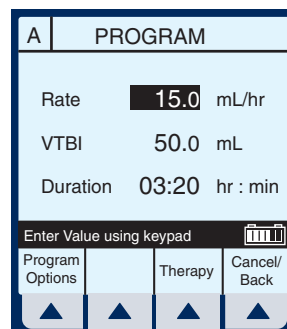 A PROGRAM
Rate 15.0 mL/hr
VTBI 50.0 mL
Duration 03:20 hr : min
Enter Value using keypad
Program Options
Therapy
Cancel/ Back